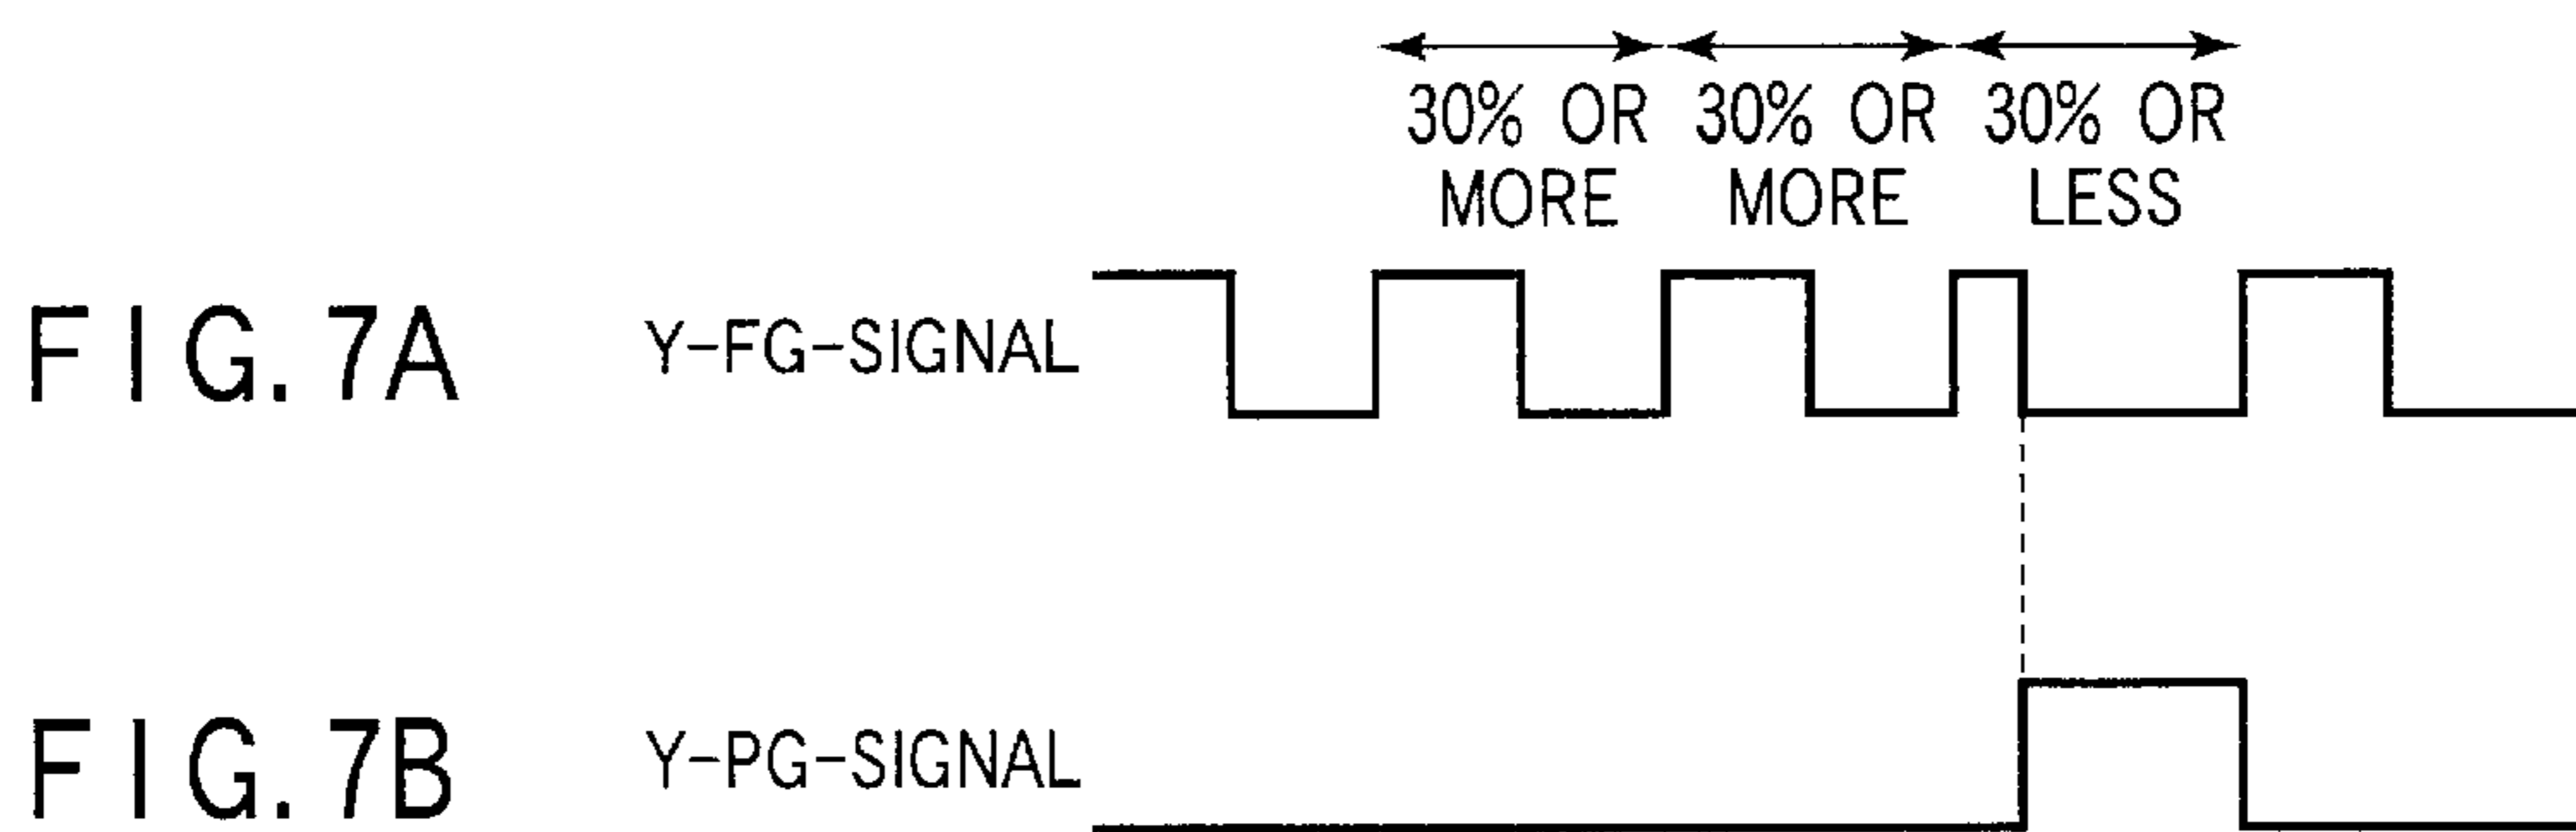 30% OR MORE
30% OR MORE
30% OR LESS
FIG. 7A
Y-FG-SIGNAL
FIG. 7B
Y-PG-SIGNAL